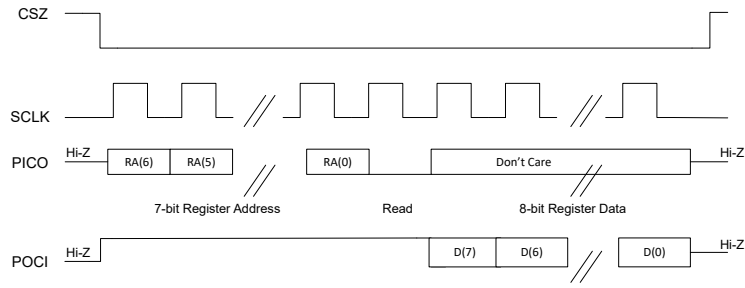 CSZ
SCLK
PICO Hi-Z RA(6) RA(5) RA(0) Don't Care Hi-Z
7-bit Register Address Read 8-bit Register Data
POCI Hi-Z D(7) D(6) D(0) Hi-Z